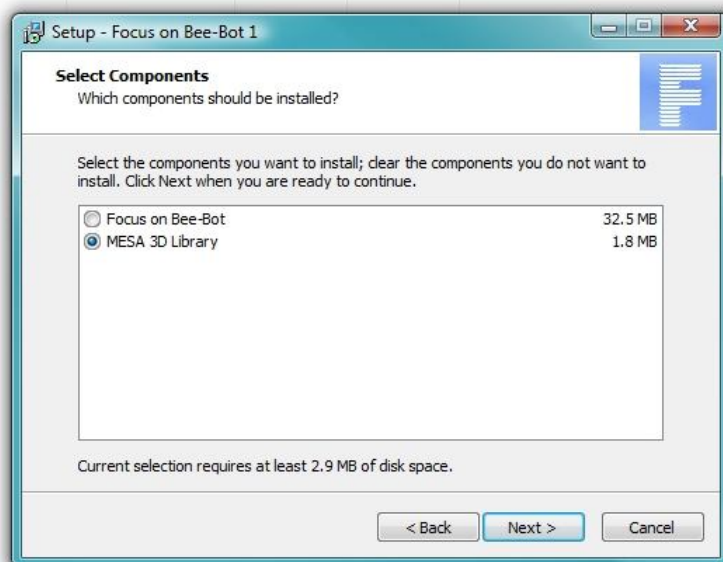 Setup - Focus on Bee-Bot 1
Select Components
Which components should be installed?
Select the components you want to install; clear the components you do not want to
install. Click Next when you are ready to continue.
Focus on Bee-Bot 32.5 MB
MESA 3D Library 1.8 MB
Current selection requires at least 2.9 MB of disk space.
< Back Next > Cancel